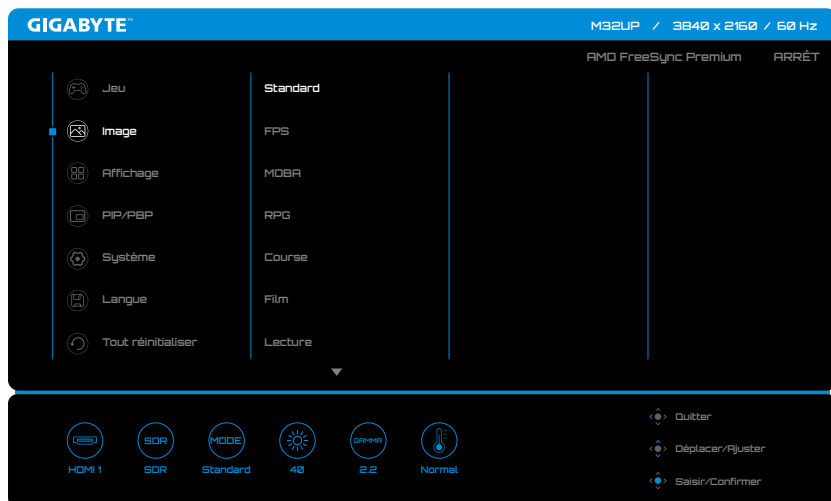 GIGABYTE™
M32UP / 3840 x 2160 / 60 Hz
AMD FreeSync Premium ARRÊT
Jeu
Image
Affichage
PIP/PBP
Système
Langue
Tout réinitialiser
Standard
FPS
MOBA
RPG
Course
Film
Lecture
SDR
MODE
GAMMA
HDMI 1
SDR
Standard
40
2.2
Normal
Quitter
Déplacer/Ajuster
Saisir/Confirmer